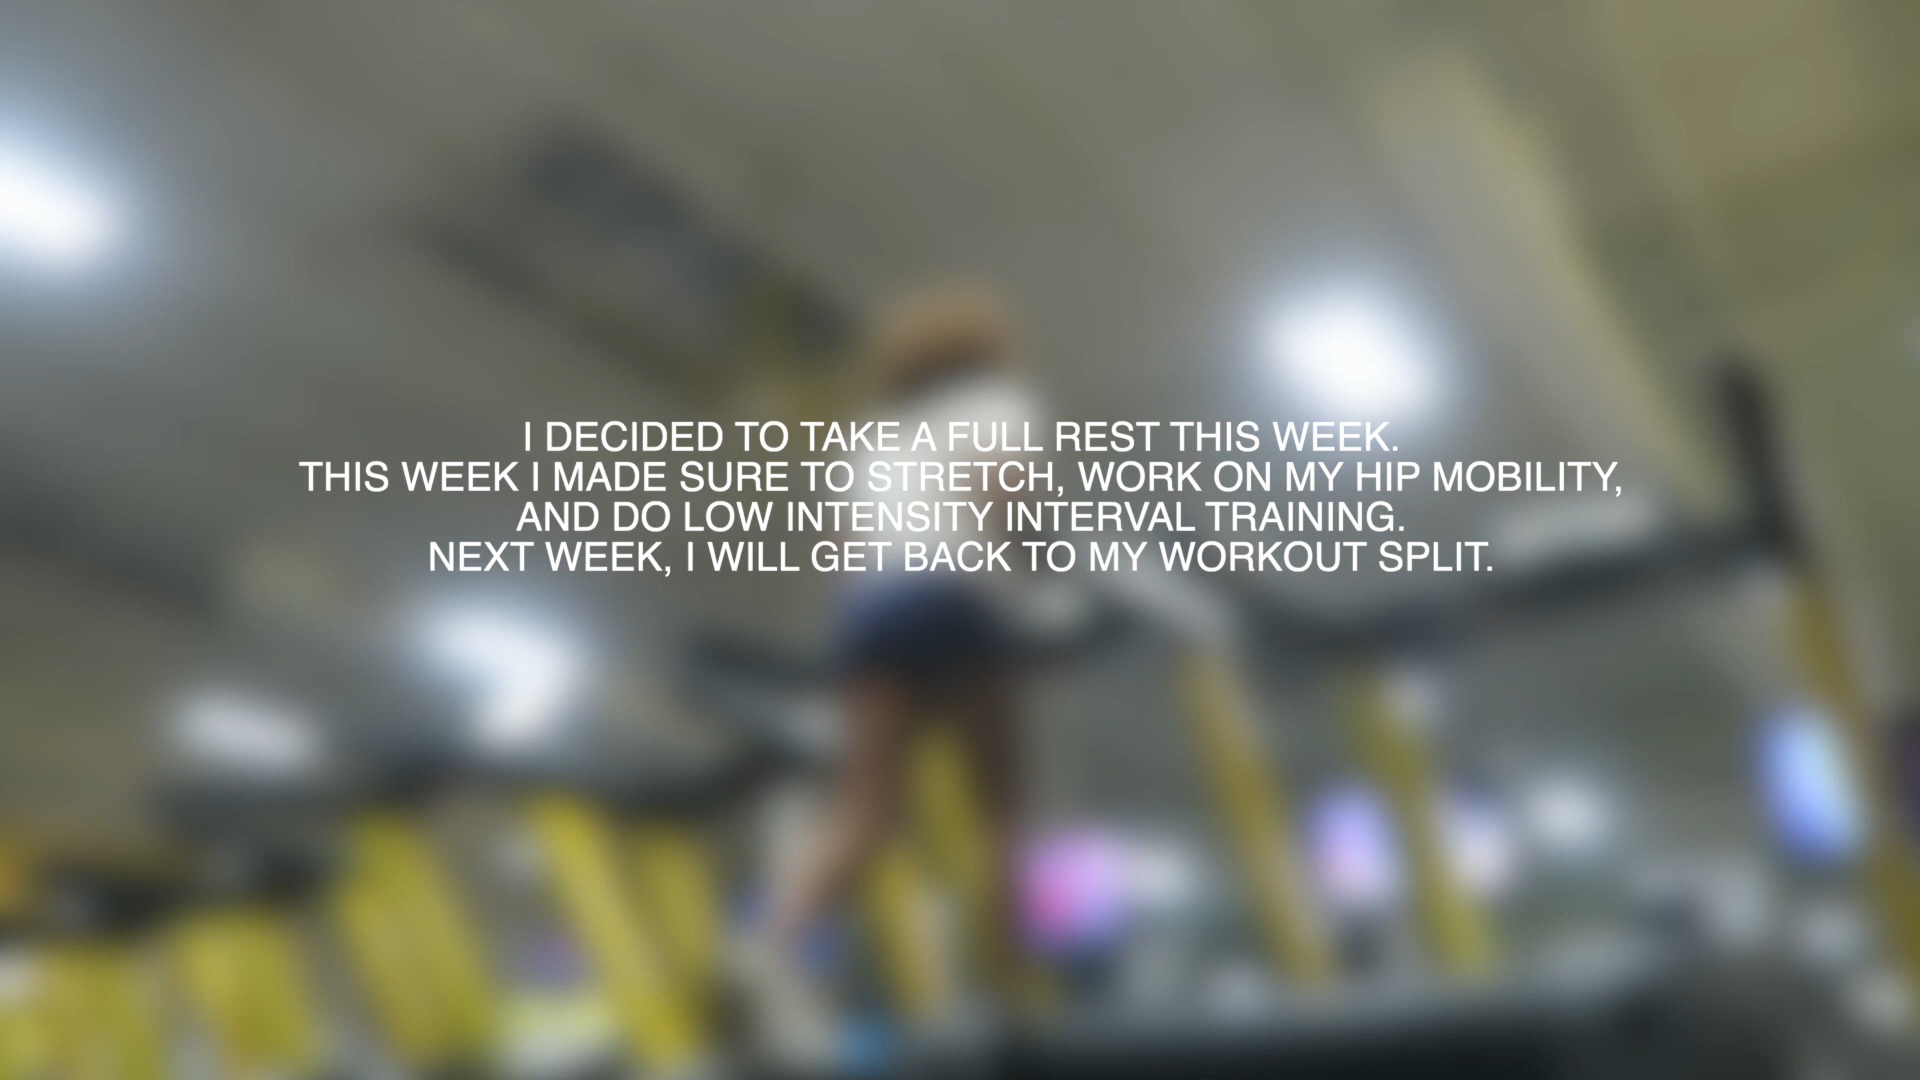 I DECIDED TO TAKE A FULL REST THIS WEEK.
THIS WEEK I MADE SURE TO STRETCH, WORK ON MY HIP MOBILITY,
AND DO LOW INTENSITY INTERVAL TRAINING.
NEXT WEEK, I WILL GET BACK TO MY WORKOUT SPLIT.